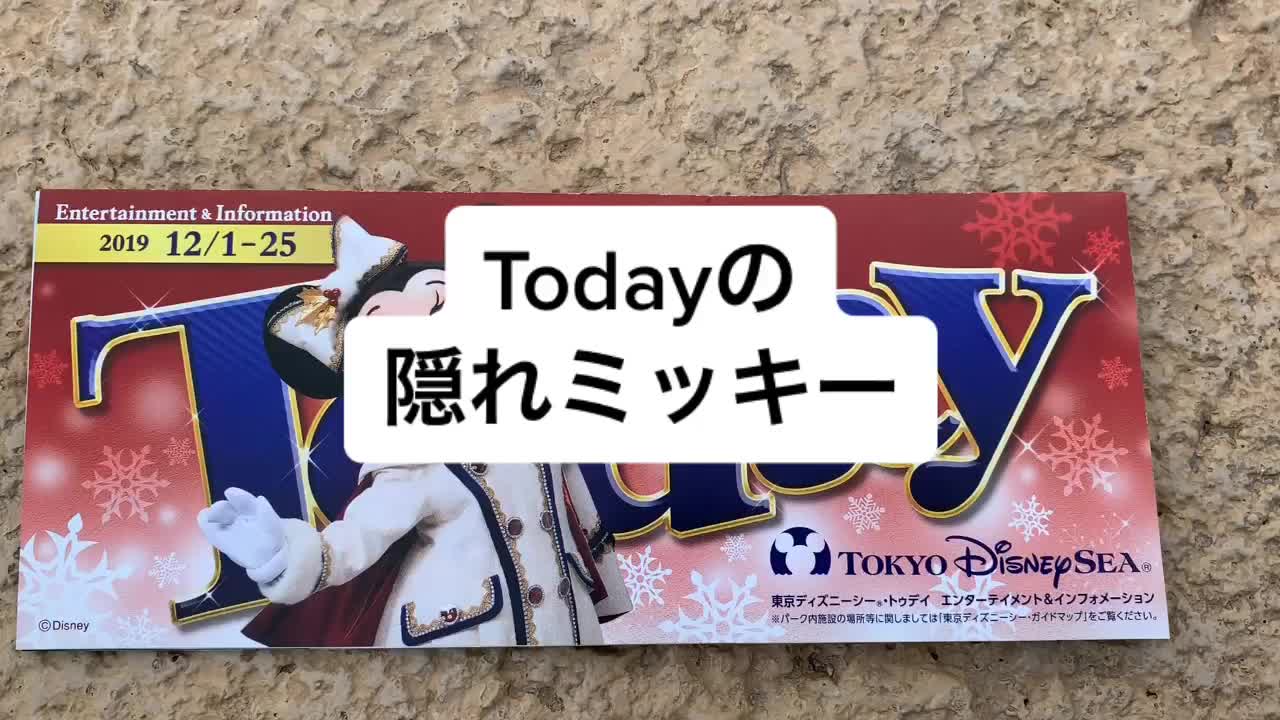 Entertainment & Information
2019 12/1-25
Todayの
隠れミッキー
TOKYO DISNEYSEA®
東京ディズニーシー®・トゥデイ エンターテイメント&インフォメーション
※パーク内施設の場所等に関しましては「東京ディズニーシー・ガイドマップ」をご覧ください。
©Disney